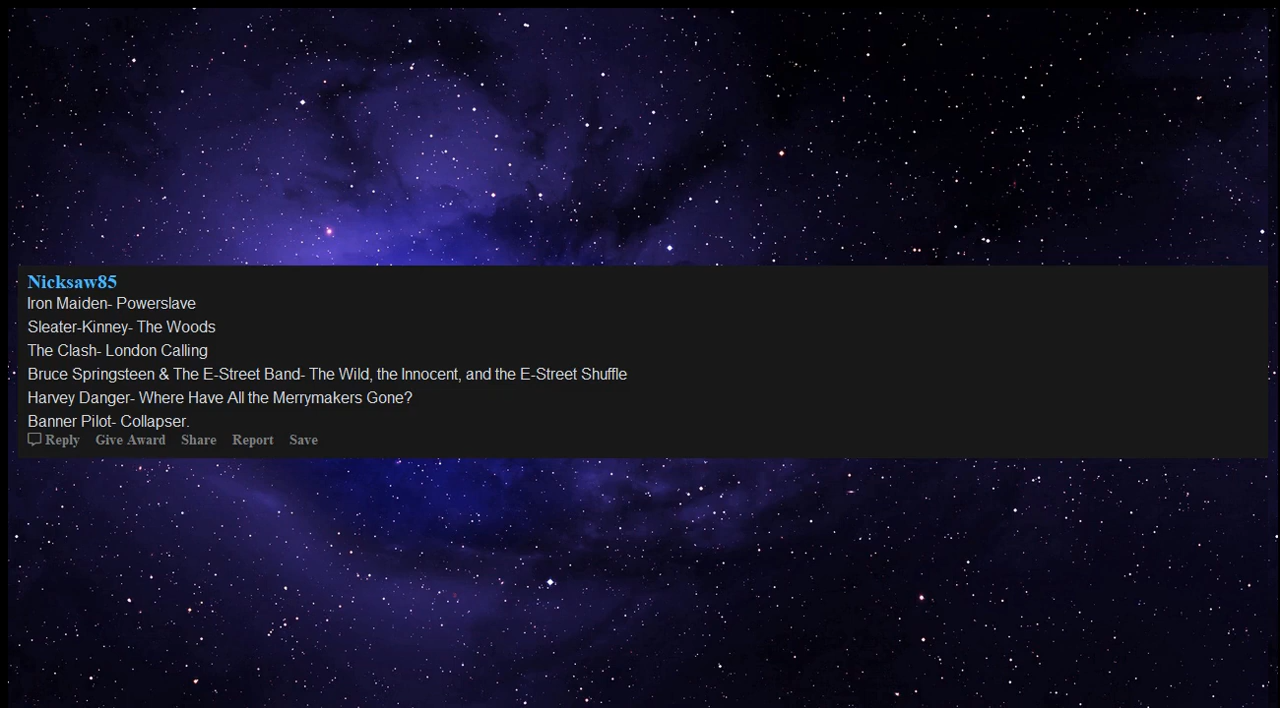 Nicksaw85
Iron Maiden- Powerslave
Sleater-Kinney- The Woods
The Clash- London Calling
Bruce Springsteen & The E-Street Band- The Wild, the Innocent, and the E-Street Shuffle
Harvey Danger- Where Have All the Merrymakers Gone?
Banner Pilot- Collapser.
Reply Give Award Share Report Save